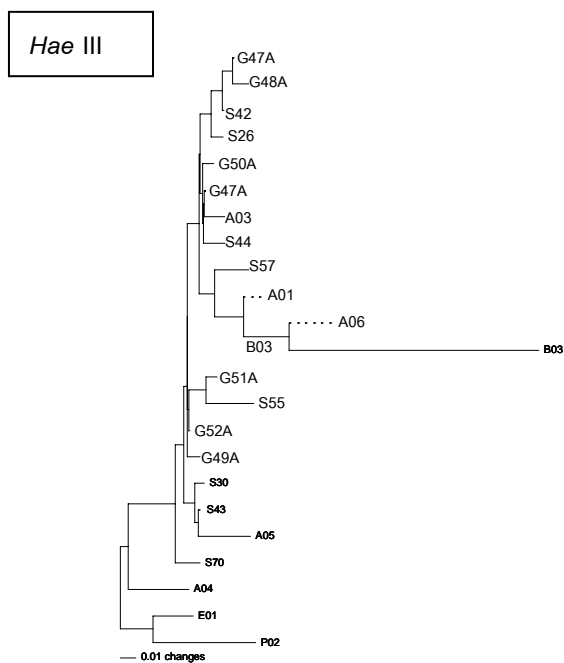 Hae III
G47A
G48A
S42
S26
G50A
G47A
A03
S44
S57
A01
A06
B03
B03
G51A
S55
G52A
G49A
S30
S43
A05
S70
A04
E01
P02
0.01 changes